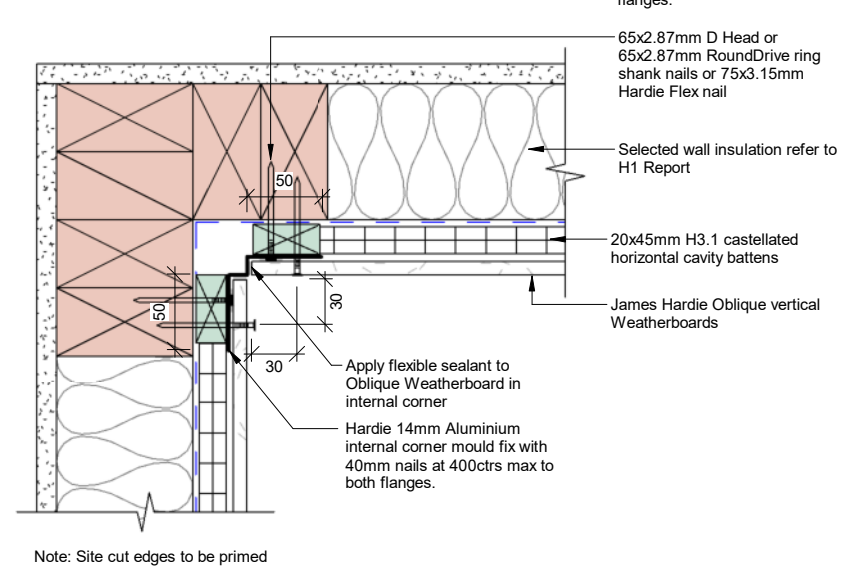 flanges.
65x2.87mm D Head or
65x2.87mm RoundDrive ring
shank nails or 75x3.15mm
Hardie Flex nail
Selected wall insulation refer to
H1 Report
50
20x45mm H3.1 castellated
horizontal cavity battens
James Hardie Oblique vertical
Weatherboards
50
30
30
Apply flexible sealant to
Oblique Weatherboard in
internal corner
Hardie 14mm Aluminium
internal corner mould fix with
40mm nails at 400ctrs max to
both flanges.
Note: Site cut edges to be primed